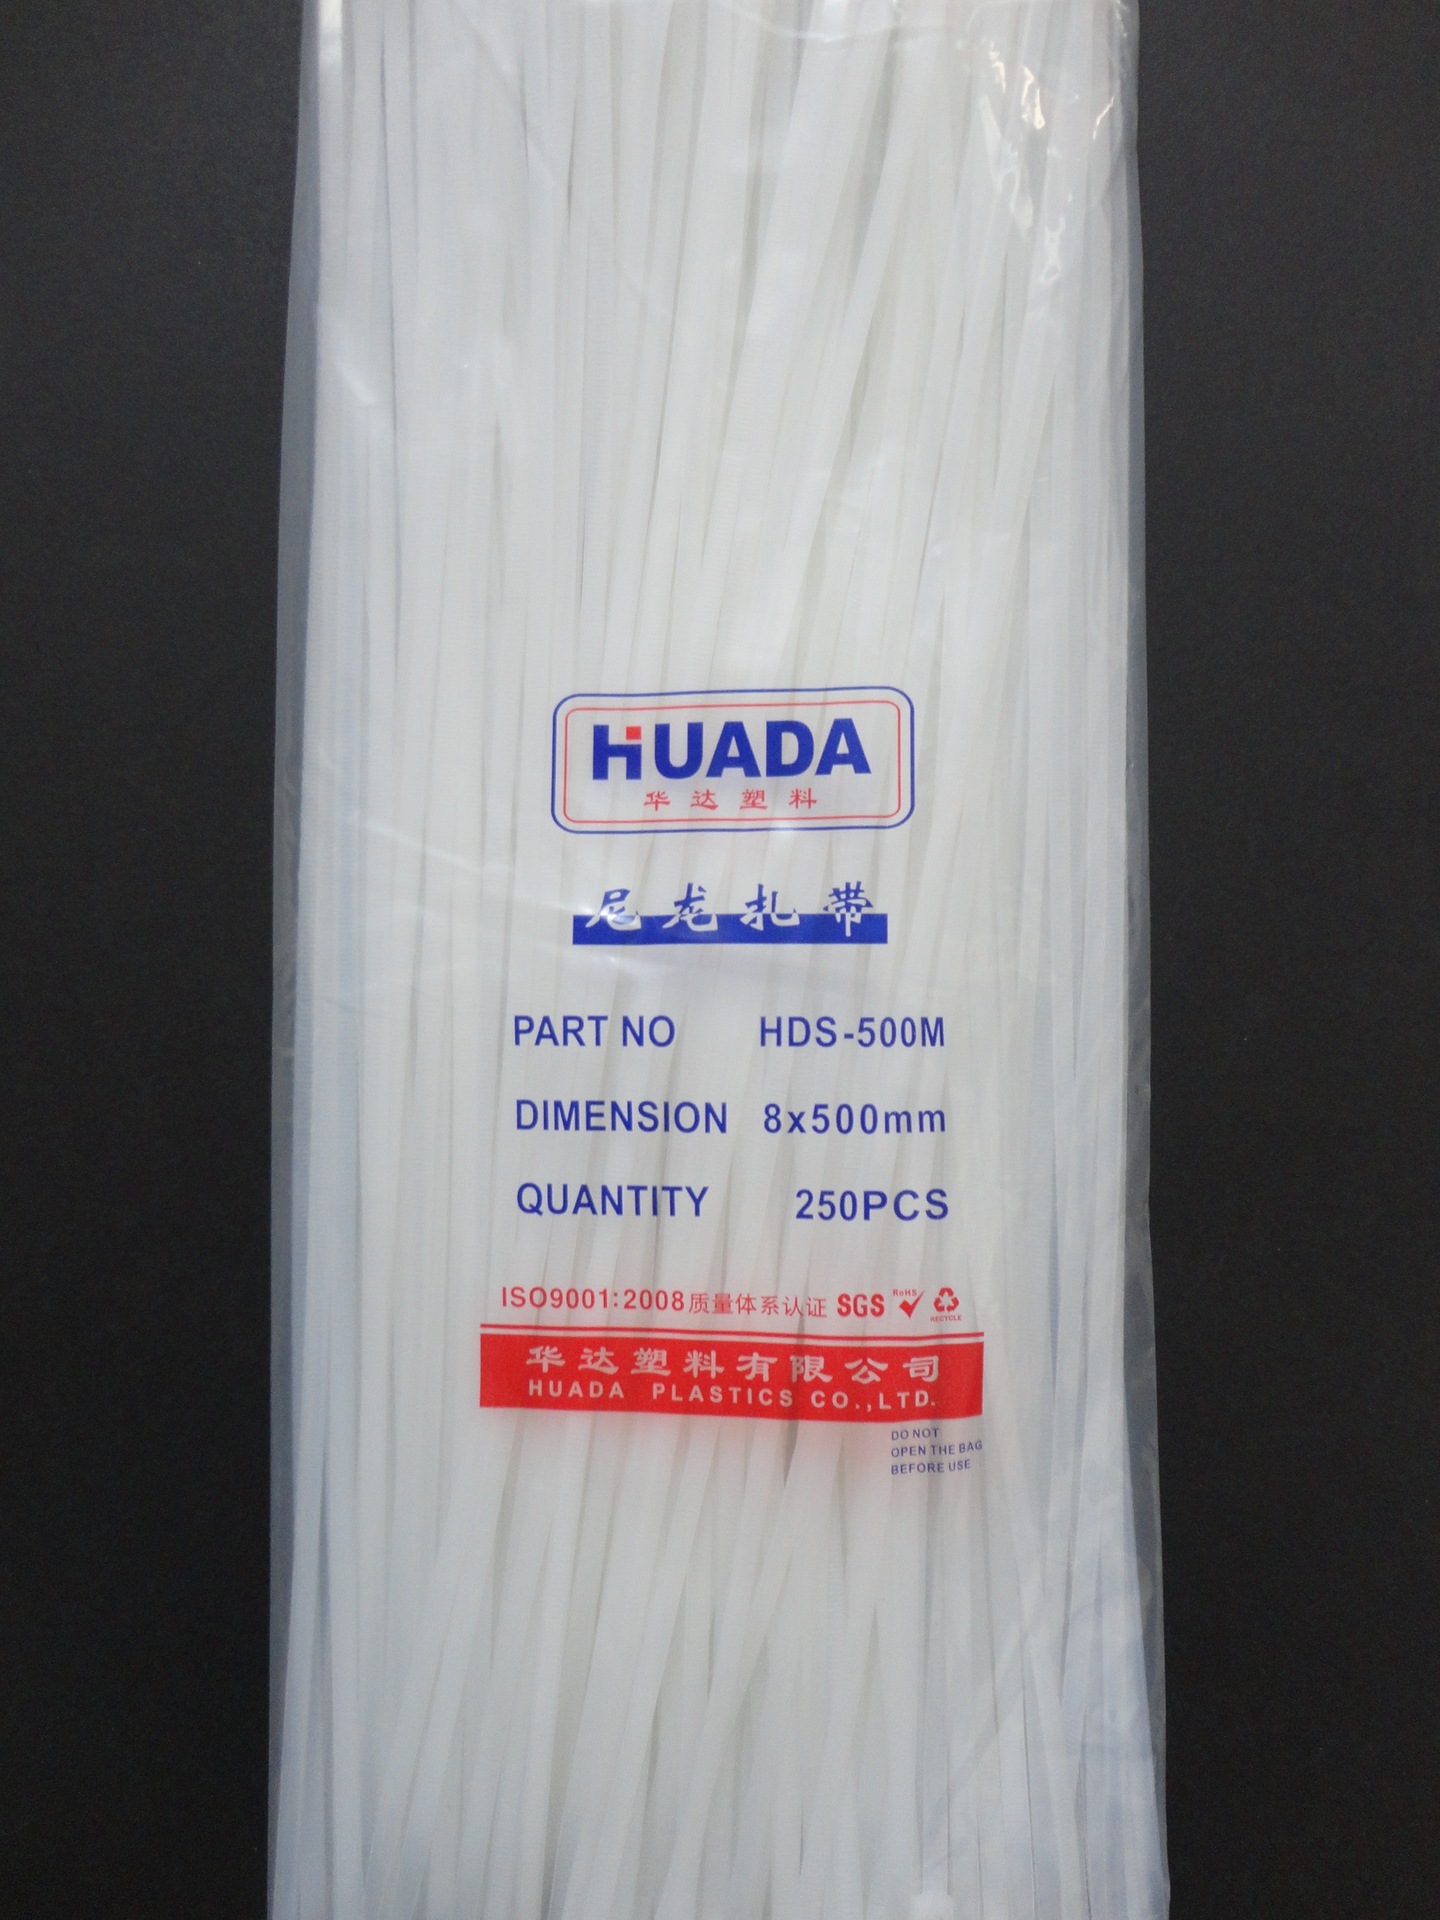 HUADA
华达塑料
尼龙扎带
PART NO HDS-500M
DIMENSION 8x500mm
QUANTITY 250PCS
ISO9001:2008质量体系认证 SGS RoHS RECYCLE
华达塑料有限公司
HUADA PLASTICS CO.,LTD.
DO NOT
OPEN THE BAG
BEFORE USE